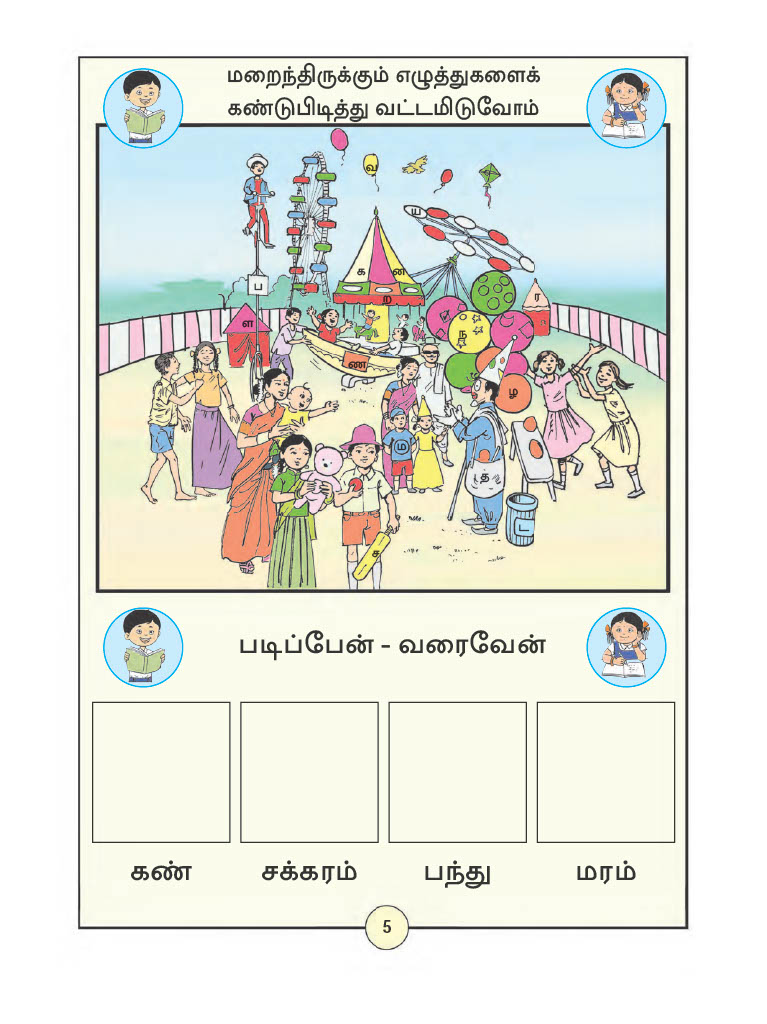 மறைந்திருக்கும் எழுத்துகளைக்
கண்டுபிடித்து வட்டமிடுவோம்
வ
ய
க ன
ப
ற
ர
ள
ந
ண
ழ
ம
த
ட
ச
படிப்பேன் - வரைவேன்
கண் சக்கரம் பந்து மரம்
5